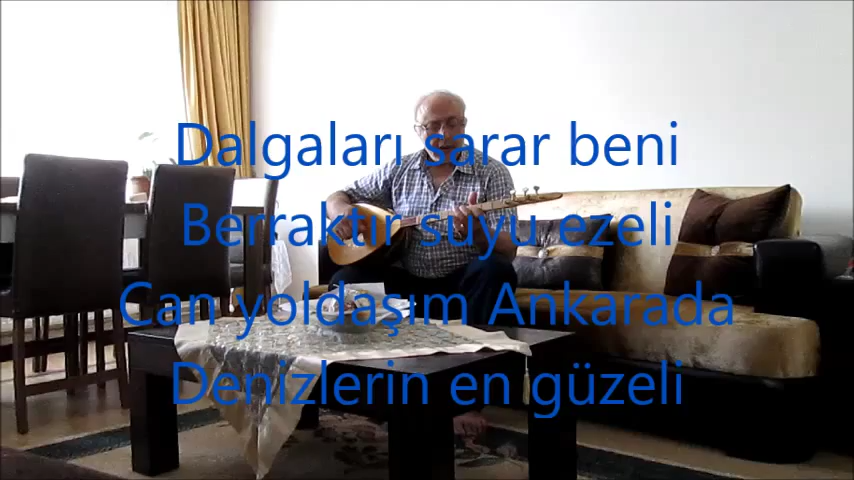 Dalgaları sarar beni
Berraktır suyu ezeli
Can yoldaşım Ankarada
Denizlerin en güzeli